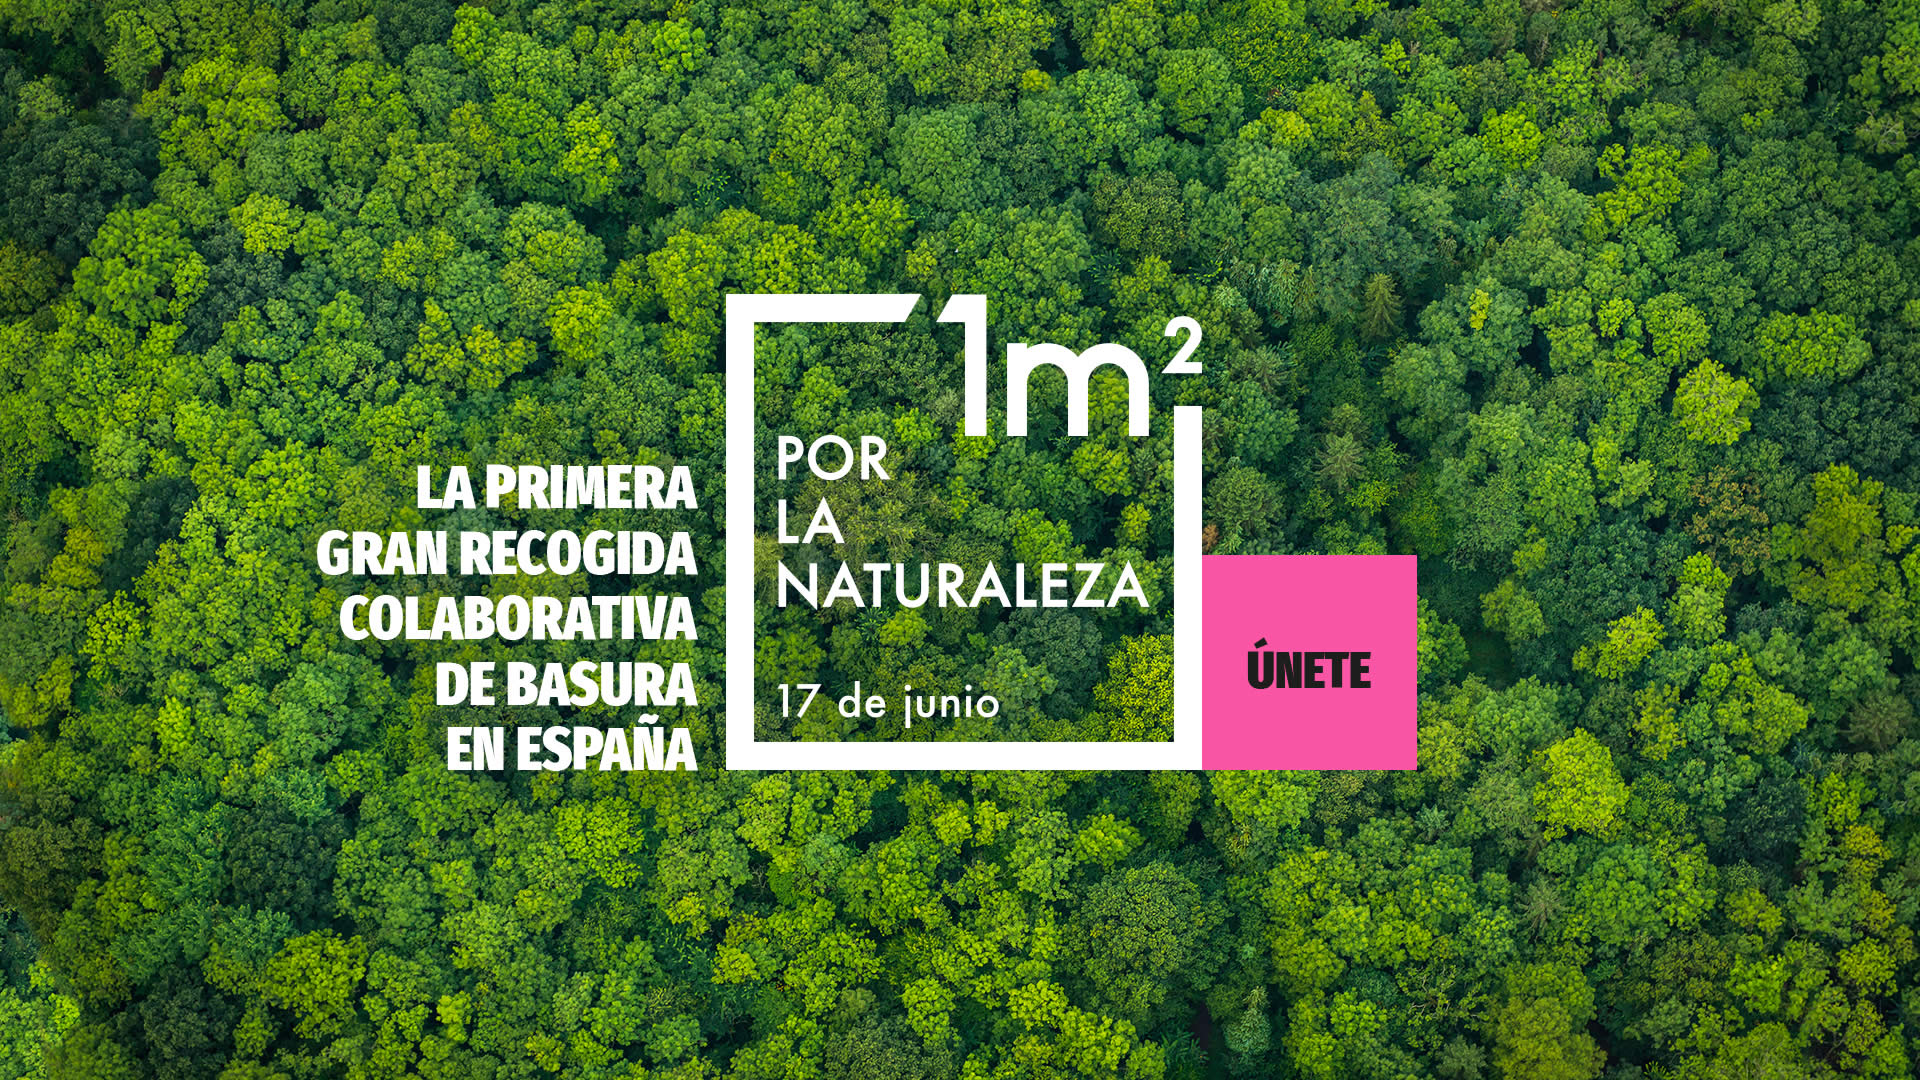 LA PRIMERA
GRAN RECOGIDA
COLABORATIVA
DE BASURA
EN ESPAÑA
1m²
POR
LA
NATURALEZA
17 de junio
ÚNETE